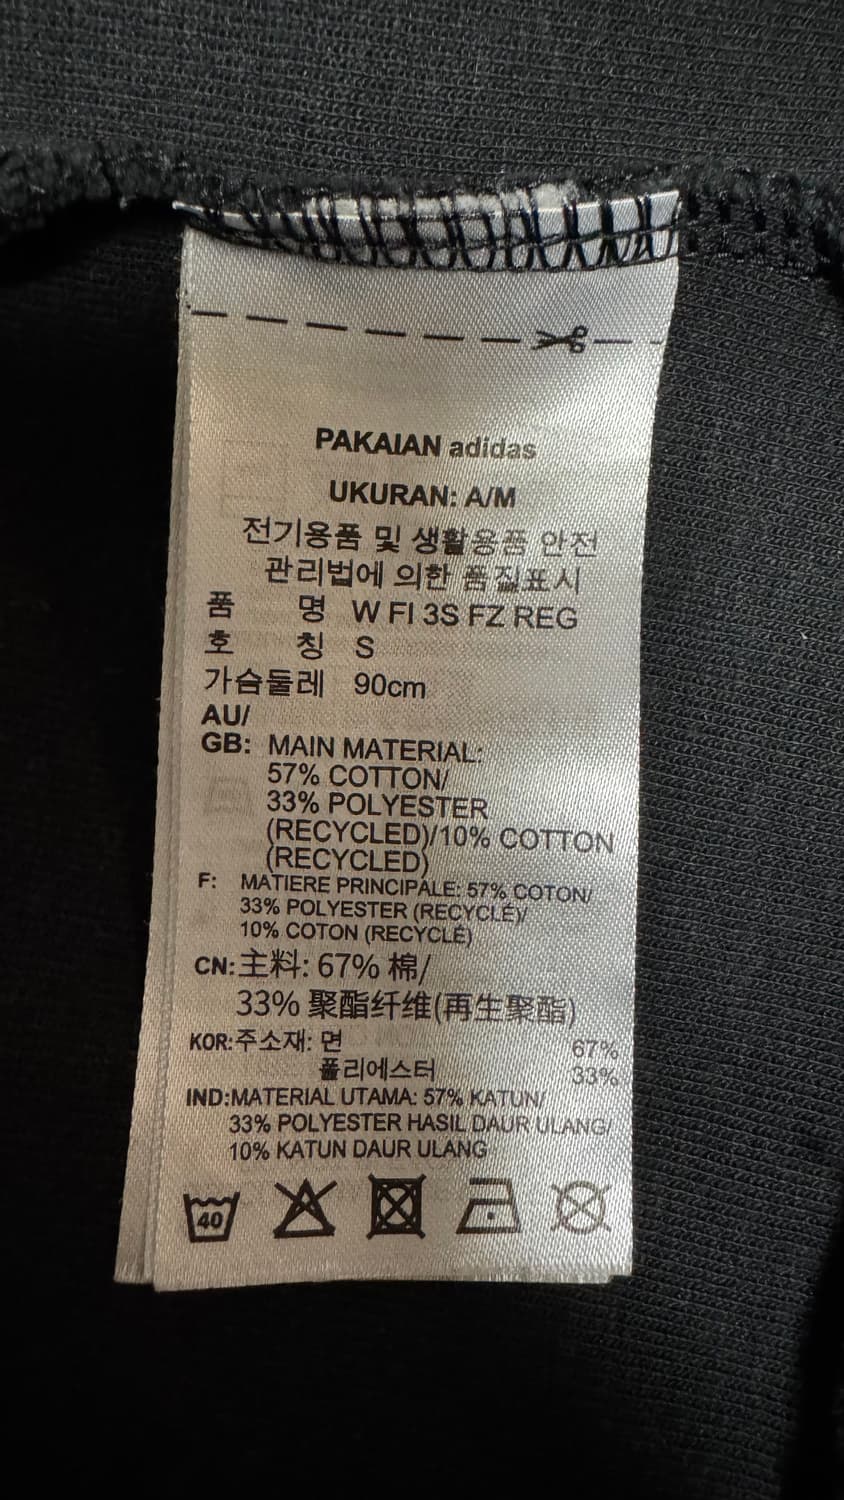 PAKAIAN adidas
UKURAN: A/M
전기용품 및 생활용품 안전
관리법에 의한 품질표시
품 명 W FI 3S FZ REG
호 칭 S
가슴둘레 90cm
AU/
GB: MAIN MATERIAL:
57% COTTON/
33% POLYESTER
(RECYCLED)/10% COTTON
(RECYCLED)
F: MATIERE PRINCIPALE: 57% COTON/
33% POLYESTER (RECYCLÉ)/
10% COTON (RECYCLÉ)
CN:主料: 67% 棉/
33% 聚酯纤维(再生聚酯)
KOR:주소재: 면 67%
폴리에스터 33%
IND:MATERIAL UTAMA: 57% KATUN/
33% POLYESTER HASIL DAUR ULANG/
10% KATUN DAUR ULANG
40